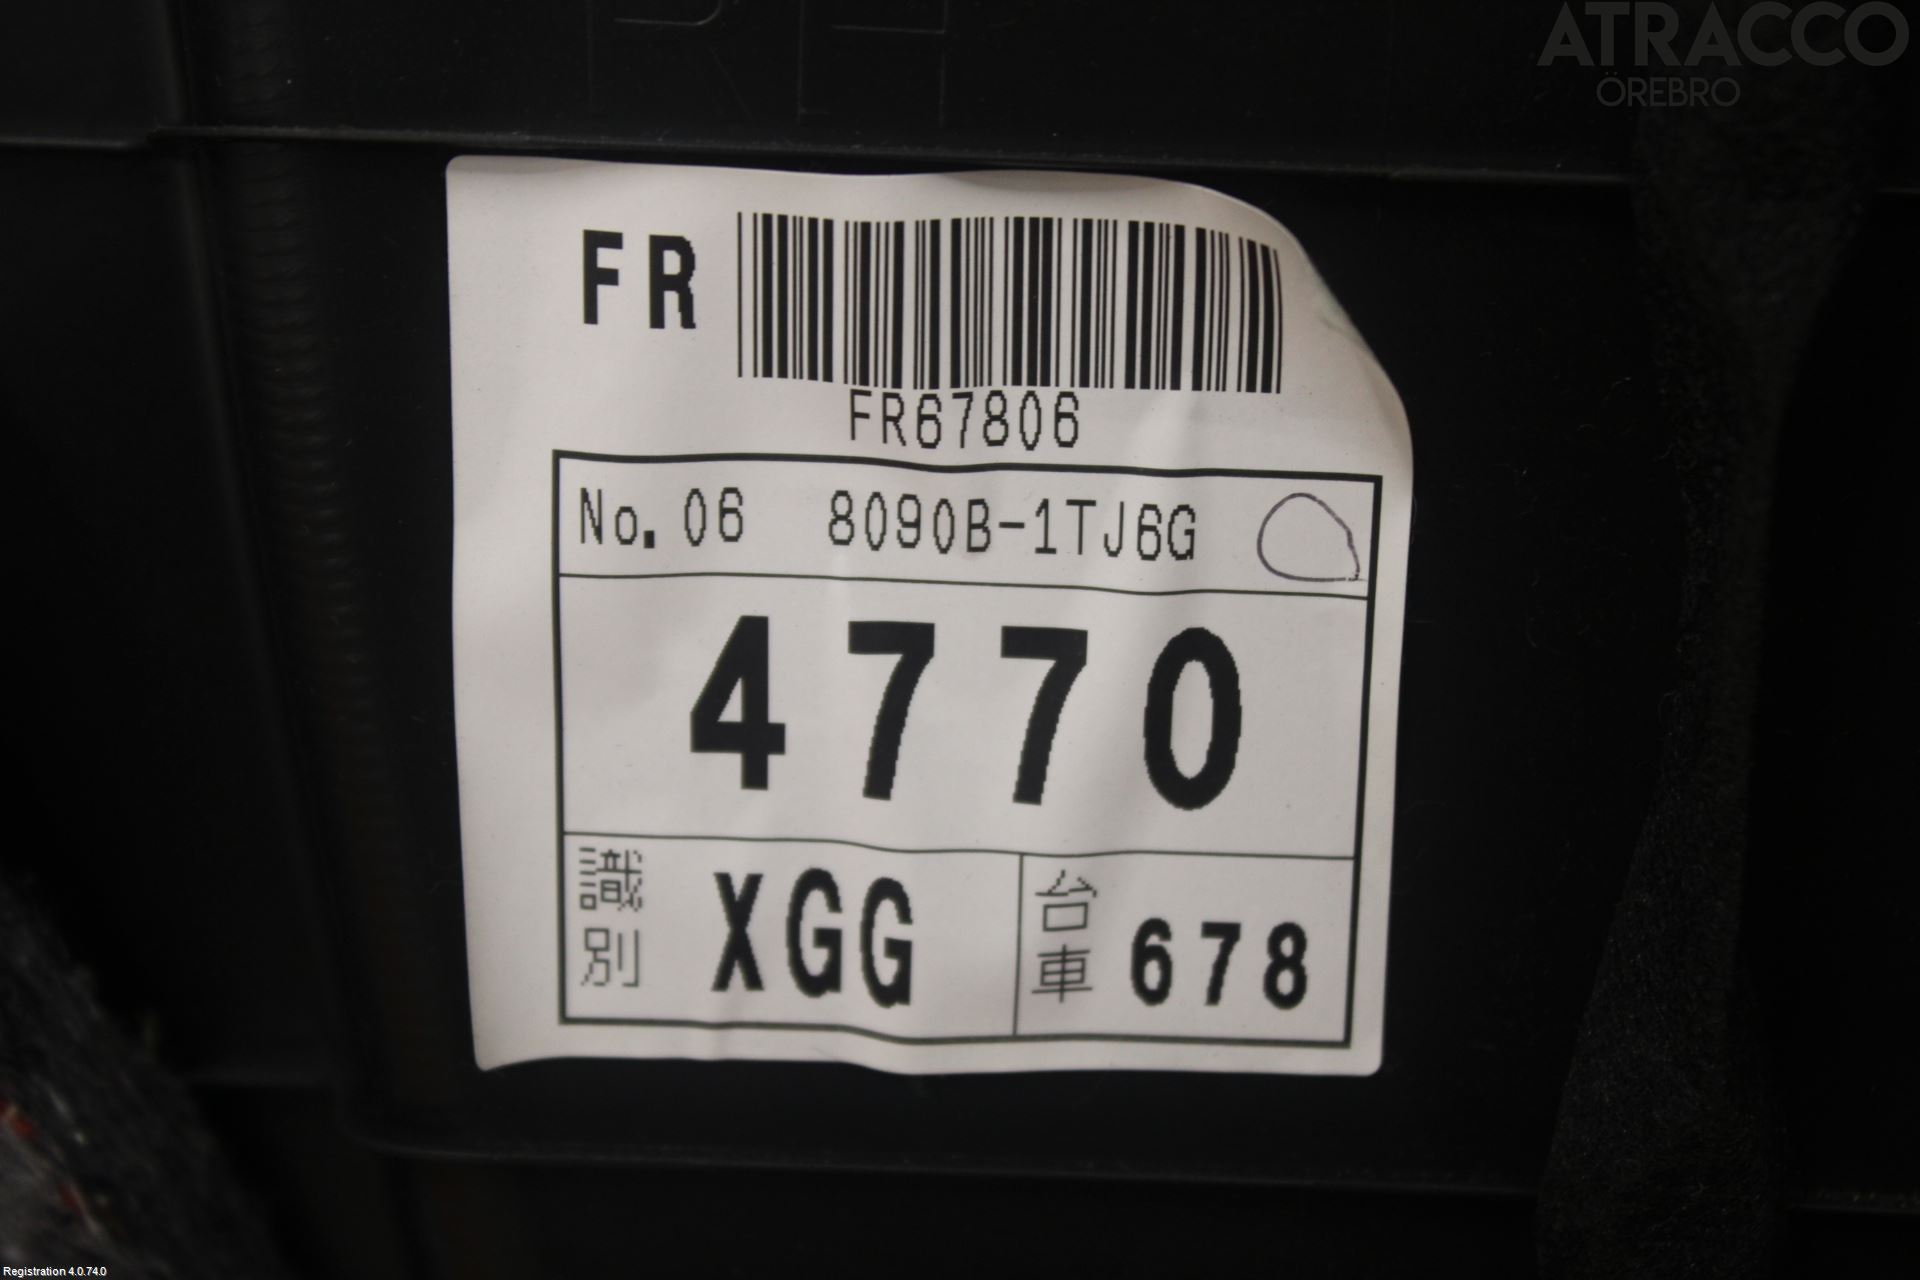 RH
ATRACCO
ÖREBRO
FR
FR67806
No. 06 8090B-1TJ6G
4770
識別 XGG 台車 678
Registration 4.0.74.0